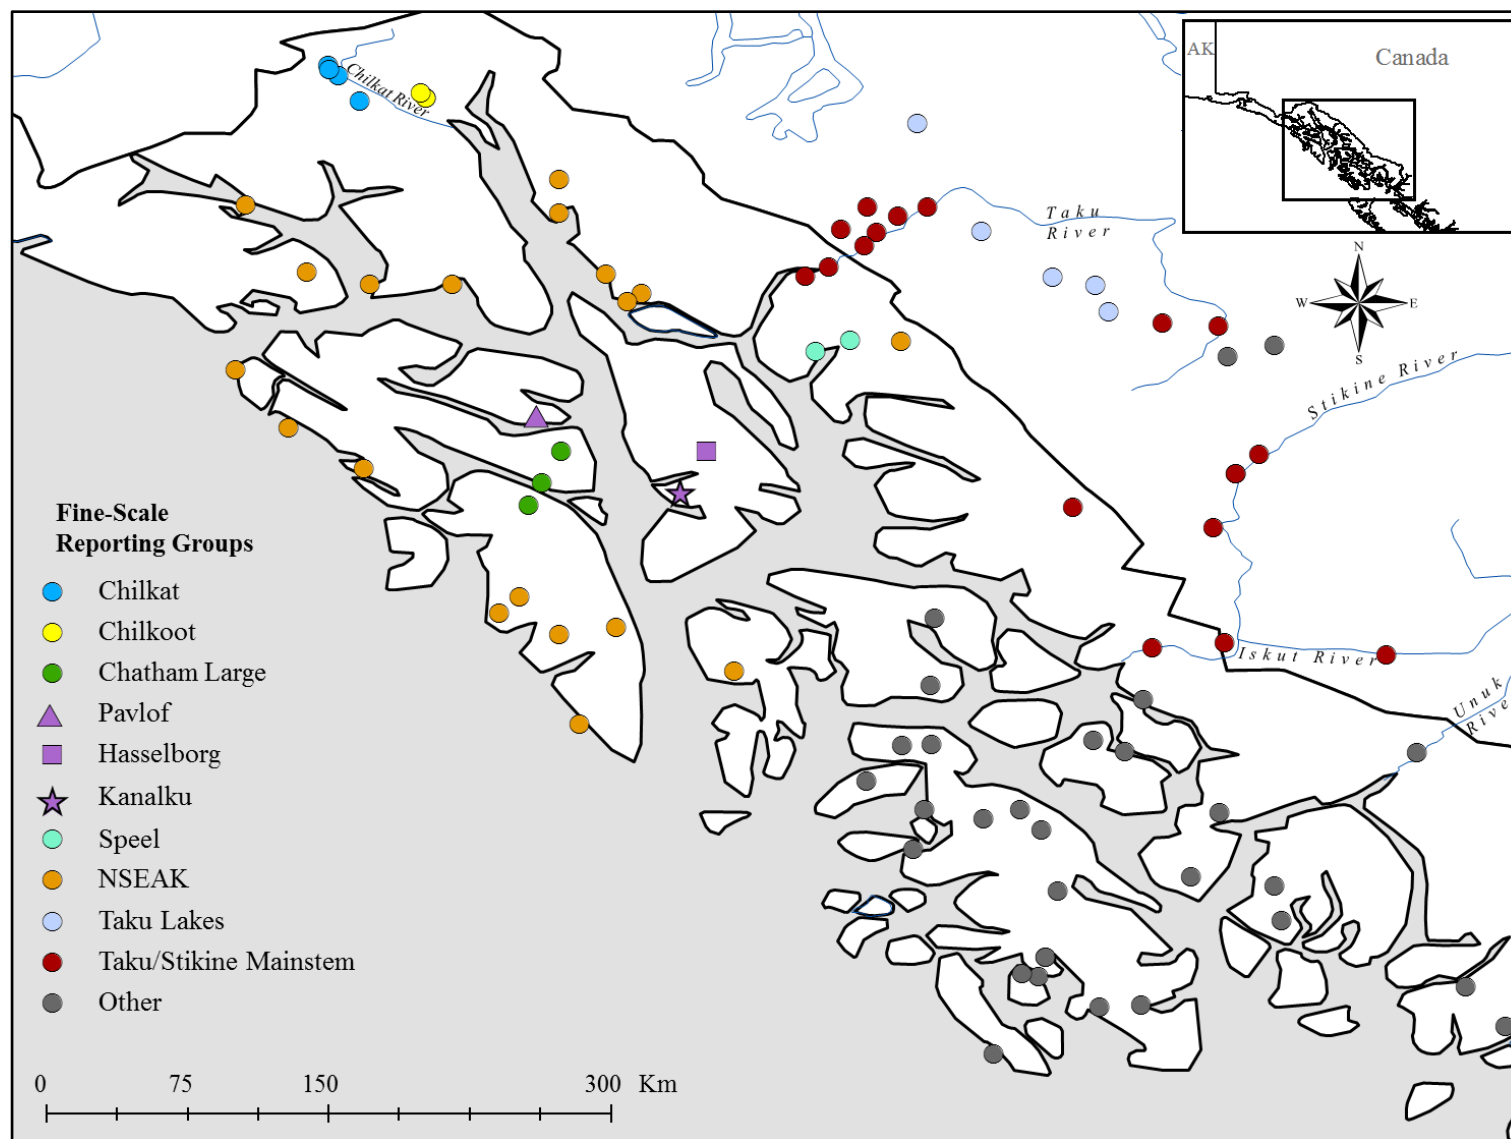 AK
Canada
Chilkat River
Taku
River
N
W
E
S
Stikine River
Fine-Scale
Reporting Groups
Chilkat
Chilkoot
Chatham Large
Pavlof
Hasselborg
Kanalku
Speel
NSEAK
Taku Lakes
Taku/Stikine Mainstem
Other
Iskut River
Unuk
Rive
0 75 150 300 Km